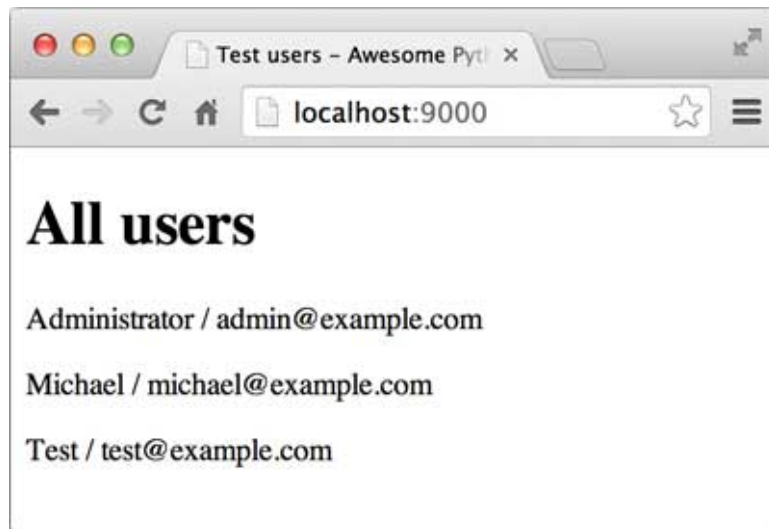 Test users - Awesome Pyt
localhost:9000
All users
Administrator / admin@example.com
Michael / michael@example.com
Test / test@example.com